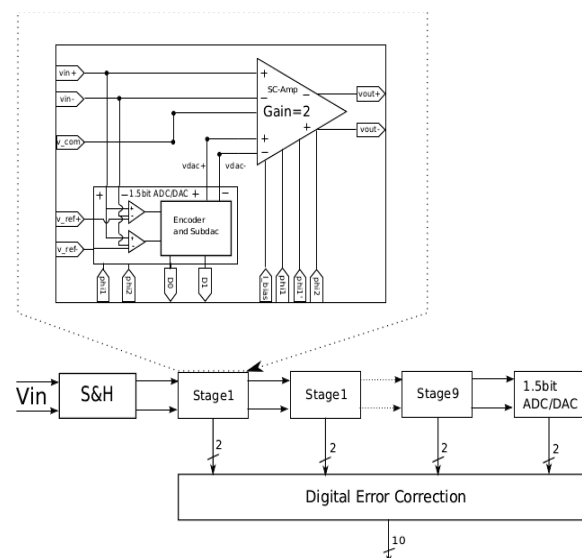 vin+
SC-Amp
+
−
vout+
vin-
−
Gain=2
v_com
+
+
vout-
−
vdac+
vdac-
+
−1.5bit ADC/DAC + −
v_ref+
+
-
Encoder
and Subdac
v_ref-
+
-
phi1
phi2
D0
D1
i_bias
phi1
phi1'
phi2
Vin
S&H
Stage1
Stage1
Stage9
1.5bit
ADC/DAC
2
2
2
2
Digital Error Correction
10